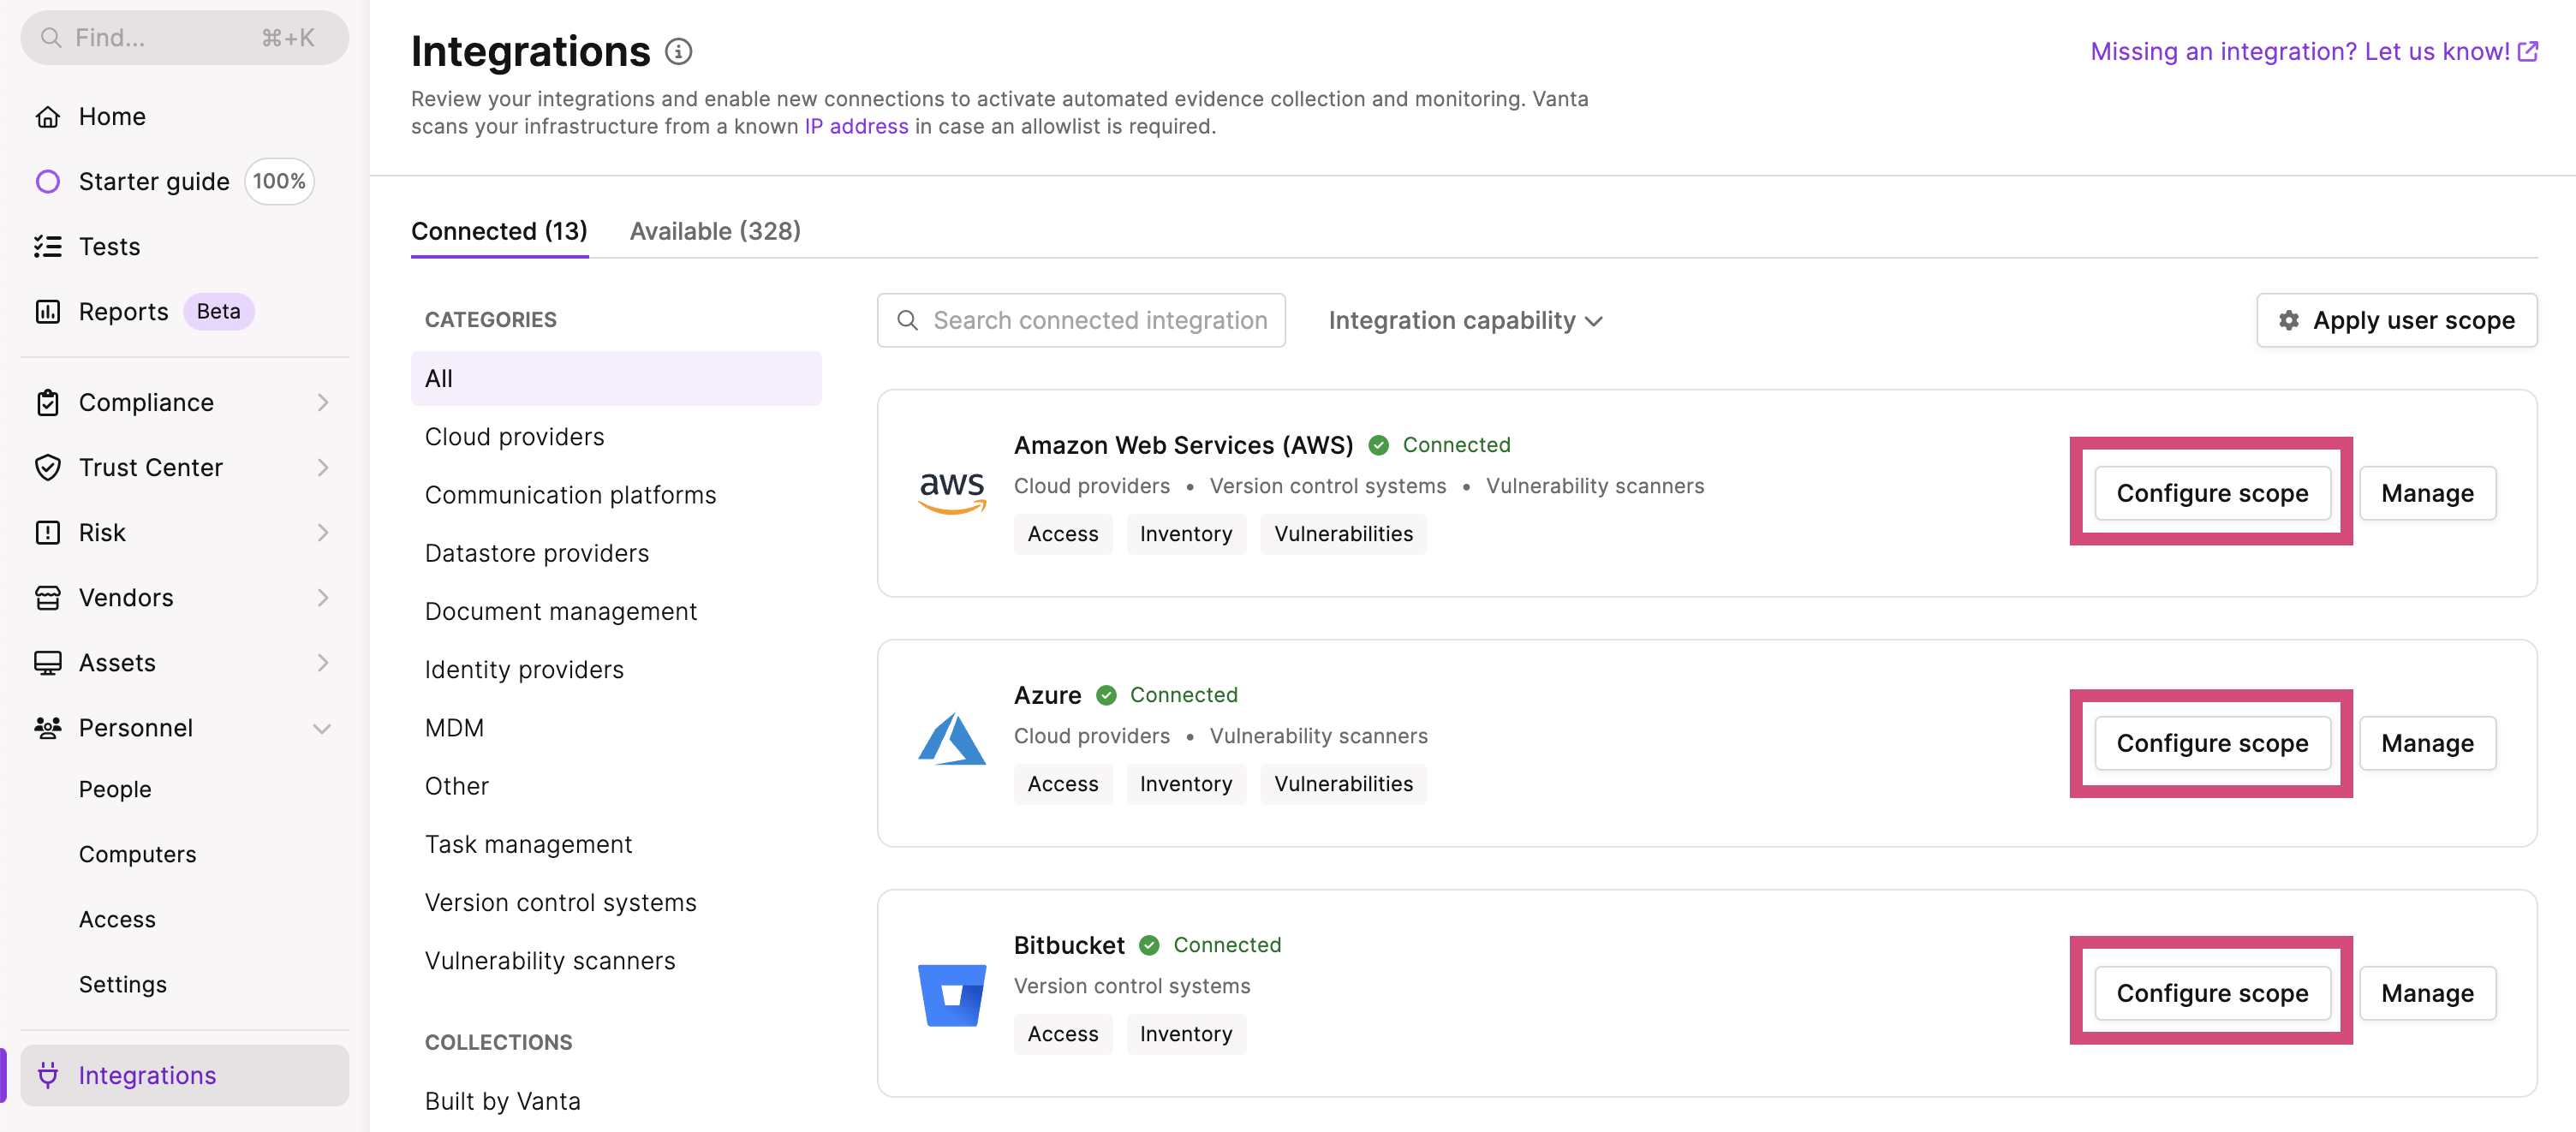 Find...
⌘+K
Home
Starter guide
100%
Tests
Reports
Beta
Compliance
Trust Center
Risk
Vendors
Assets
Personnel
People
Computers
Access
Settings
Integrations
Integrations
Missing an integration? Let us know!
Review your integrations and enable new connections to activate automated evidence collection and monitoring. Vanta
scans your infrastructure from a known IP address in case an allowlist is required.
Connected (13)
Available (328)
CATEGORIES
All
Cloud providers
Communication platforms
Datastore providers
Document management
Identity providers
MDM
Other
Task management
Version control systems
Vulnerability scanners
COLLECTIONS
Built by Vanta
Search connected integration
Integration capability
Apply user scope
aws
Amazon Web Services (AWS)
Connected
Cloud providers • Version control systems • Vulnerability scanners
Access
Inventory
Vulnerabilities
Configure scope
Manage
Azure
Connected
Cloud providers • Vulnerability scanners
Access
Inventory
Vulnerabilities
Configure scope
Manage
Bitbucket
Connected
Version control systems
Access
Inventory
Configure scope
Manage